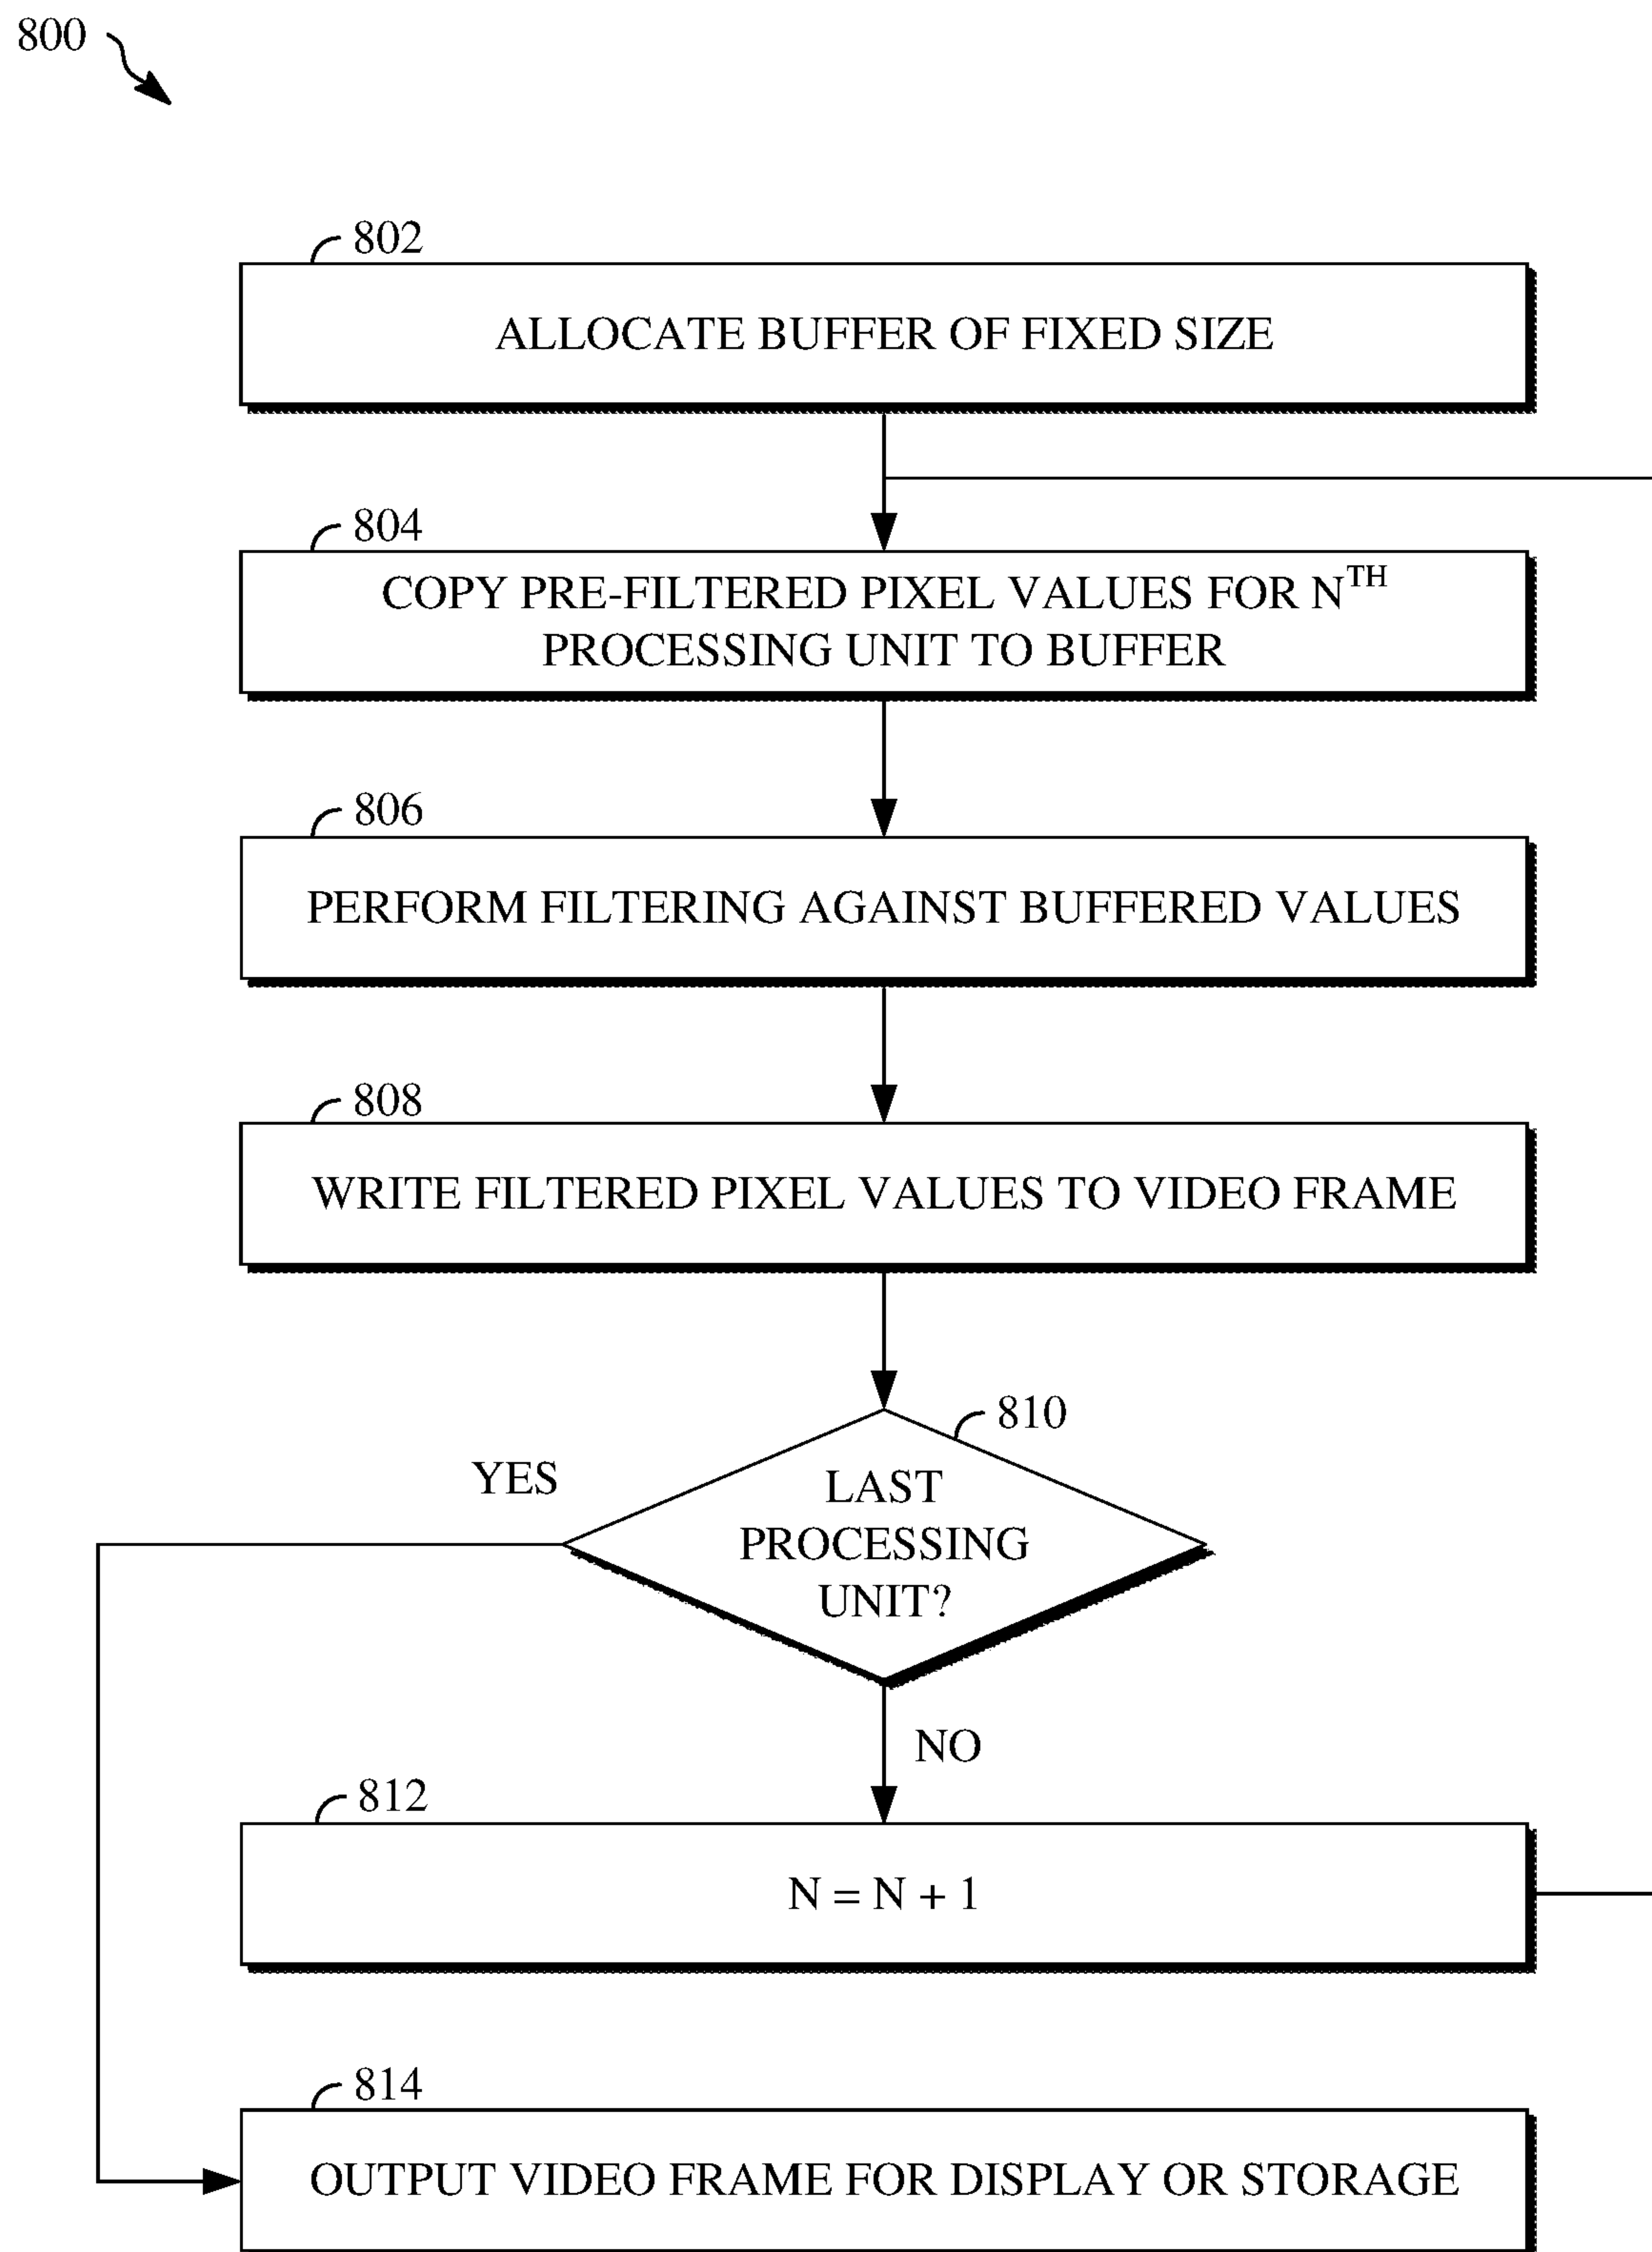 800
802
ALLOCATE BUFFER OF FIXED SIZE
804
COPY PRE-FILTERED PIXEL VALUES FOR N^TH
PROCESSING UNIT TO BUFFER
806
PERFORM FILTERING AGAINST BUFFERED VALUES
808
WRITE FILTERED PIXEL VALUES TO VIDEO FRAME
810
YES
LAST
PROCESSING
UNIT?
NO
812
N = N + 1
814
OUTPUT VIDEO FRAME FOR DISPLAY OR STORAGE